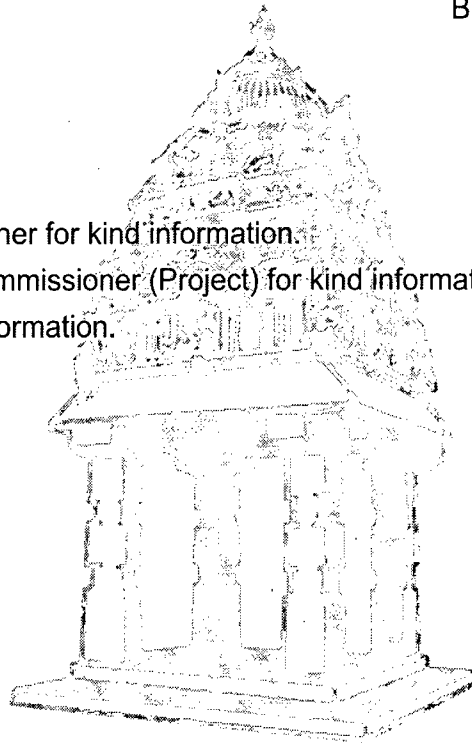 B
ner for kind information.
mmissioner (Project) for kind informat
ormation.